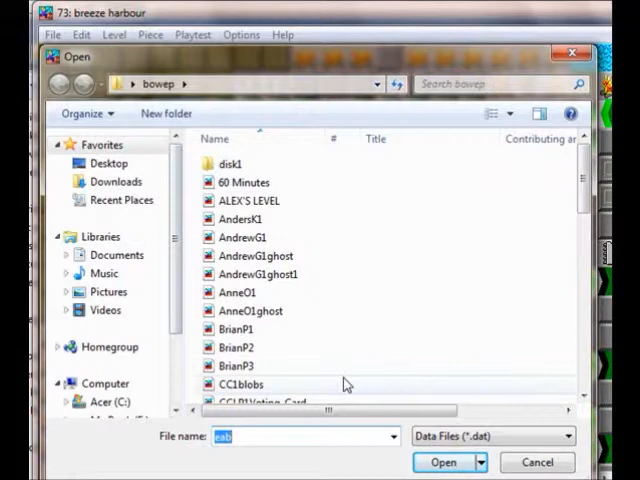 73: breeze harbour
File Edit Level Piece Playtest Options Help
Open
bowep
Search bowep
Organize New folder
Name # Title Contributing ar
Favorites
Desktop
Downloads
Recent Places
Libraries
Documents
Music
Pictures
Videos
Homegroup
Computer
Acer (C:)
disk1
60 Minutes
ALEX'S LEVEL
AndersK1
AndrewG1
AndrewG1ghost
AndrewG1ghost1
AnneO1
AnneO1ghost
BrianP1
BrianP2
BrianP3
CC1blobs
CCLP1Voting_Card
File name: eab
Data Files (*.dat)
Open Cancel